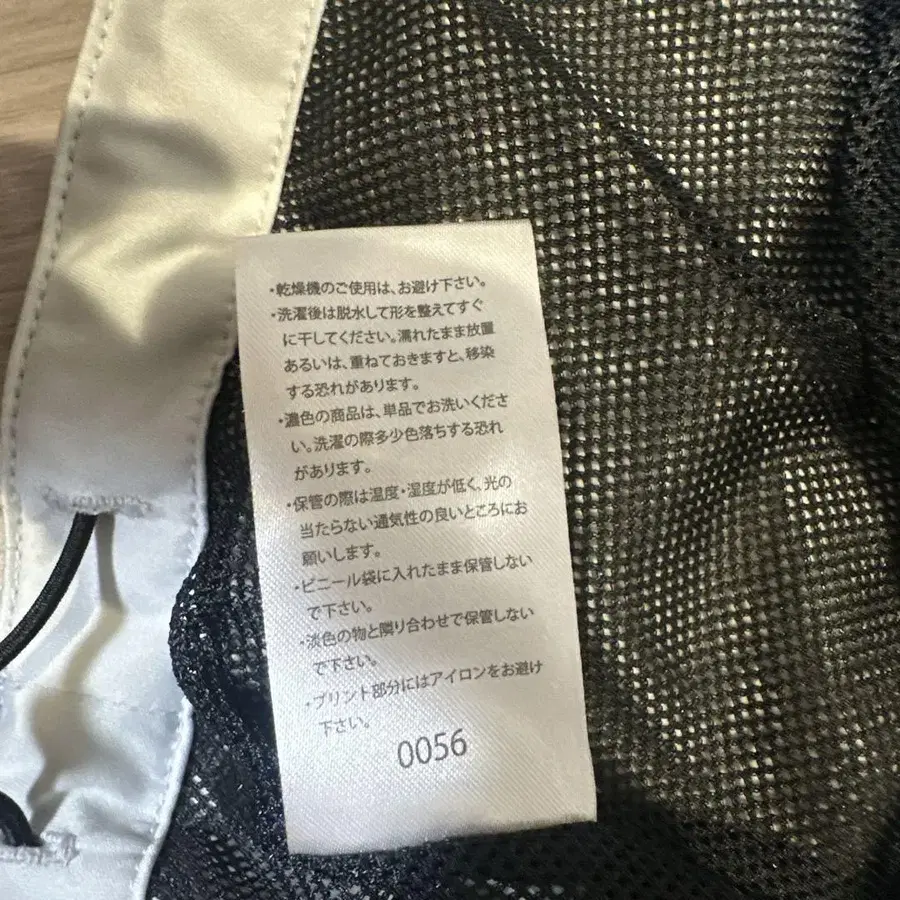 ・乾燥機のご使用は、お避け下さい。
・洗濯後は脱水して形を整えてすぐ
に干してください。濡れたまま放置
あるいは、重ねておきますと、移染
する恐れがあります。
・濃色の商品は、単品でお洗いくださ
い。洗濯の際多少色落ちする恐れ
があります。
・保管の際は温度・湿度が低く、光の
当たらない通気性の良いところにお
願いします。
・ビニール袋に入れたまま保管しない
で下さい。
・淡色の物と隣り合わせで保管しない
で下さい。
・プリント部分にはアイロンをお避け
下さい。
0056